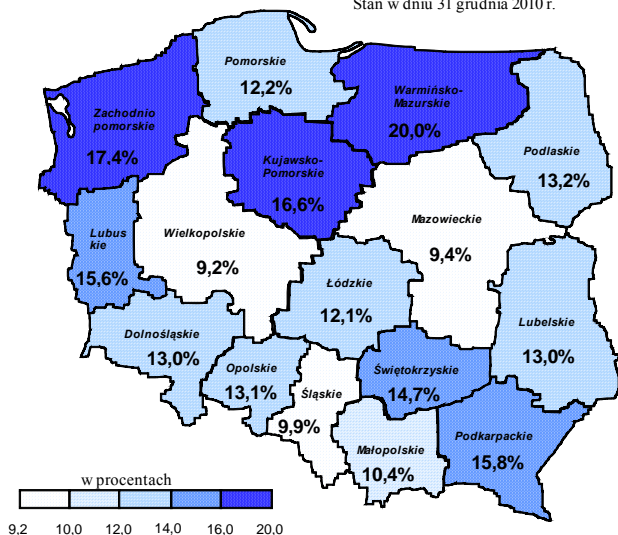 Stan w dniu 31 grudnia 2010 r.
Pomorskie
12,2%
Warmińsko-
Mazurskie
20,0%
Zachodnio
pomorskie
17,4%
Kujawsko-
Pomorskie
16,6%
Podlaskie
13,2%
Lubus
kie
15,6%
Wielkopolskie
9,2%
Mazowieckie
9,4%
Łódzkie
12,1%
Lubelskie
13,0%
Dolnośląskie
13,0%
Opolskie
13,1%
Śląskie
9,9%
Świętokrzyskie
14,7%
Małopolskie
10,4%
Podkarpackie
15,8%
w procentach
9,2 10,0 12,0 14,0 16,0 20,0